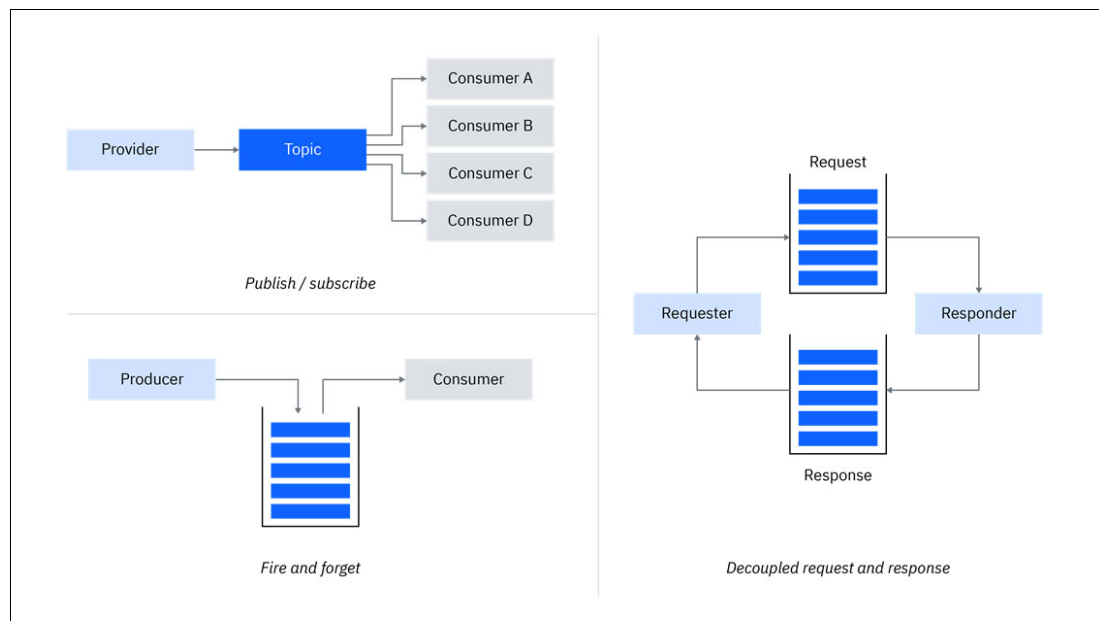 Consumer A
Consumer B
Provider
Topic
Consumer C
Consumer D
Publish / subscribe
Producer
Consumer
Fire and forget
Request
Requester
Responder
Response
Decoupled request and response